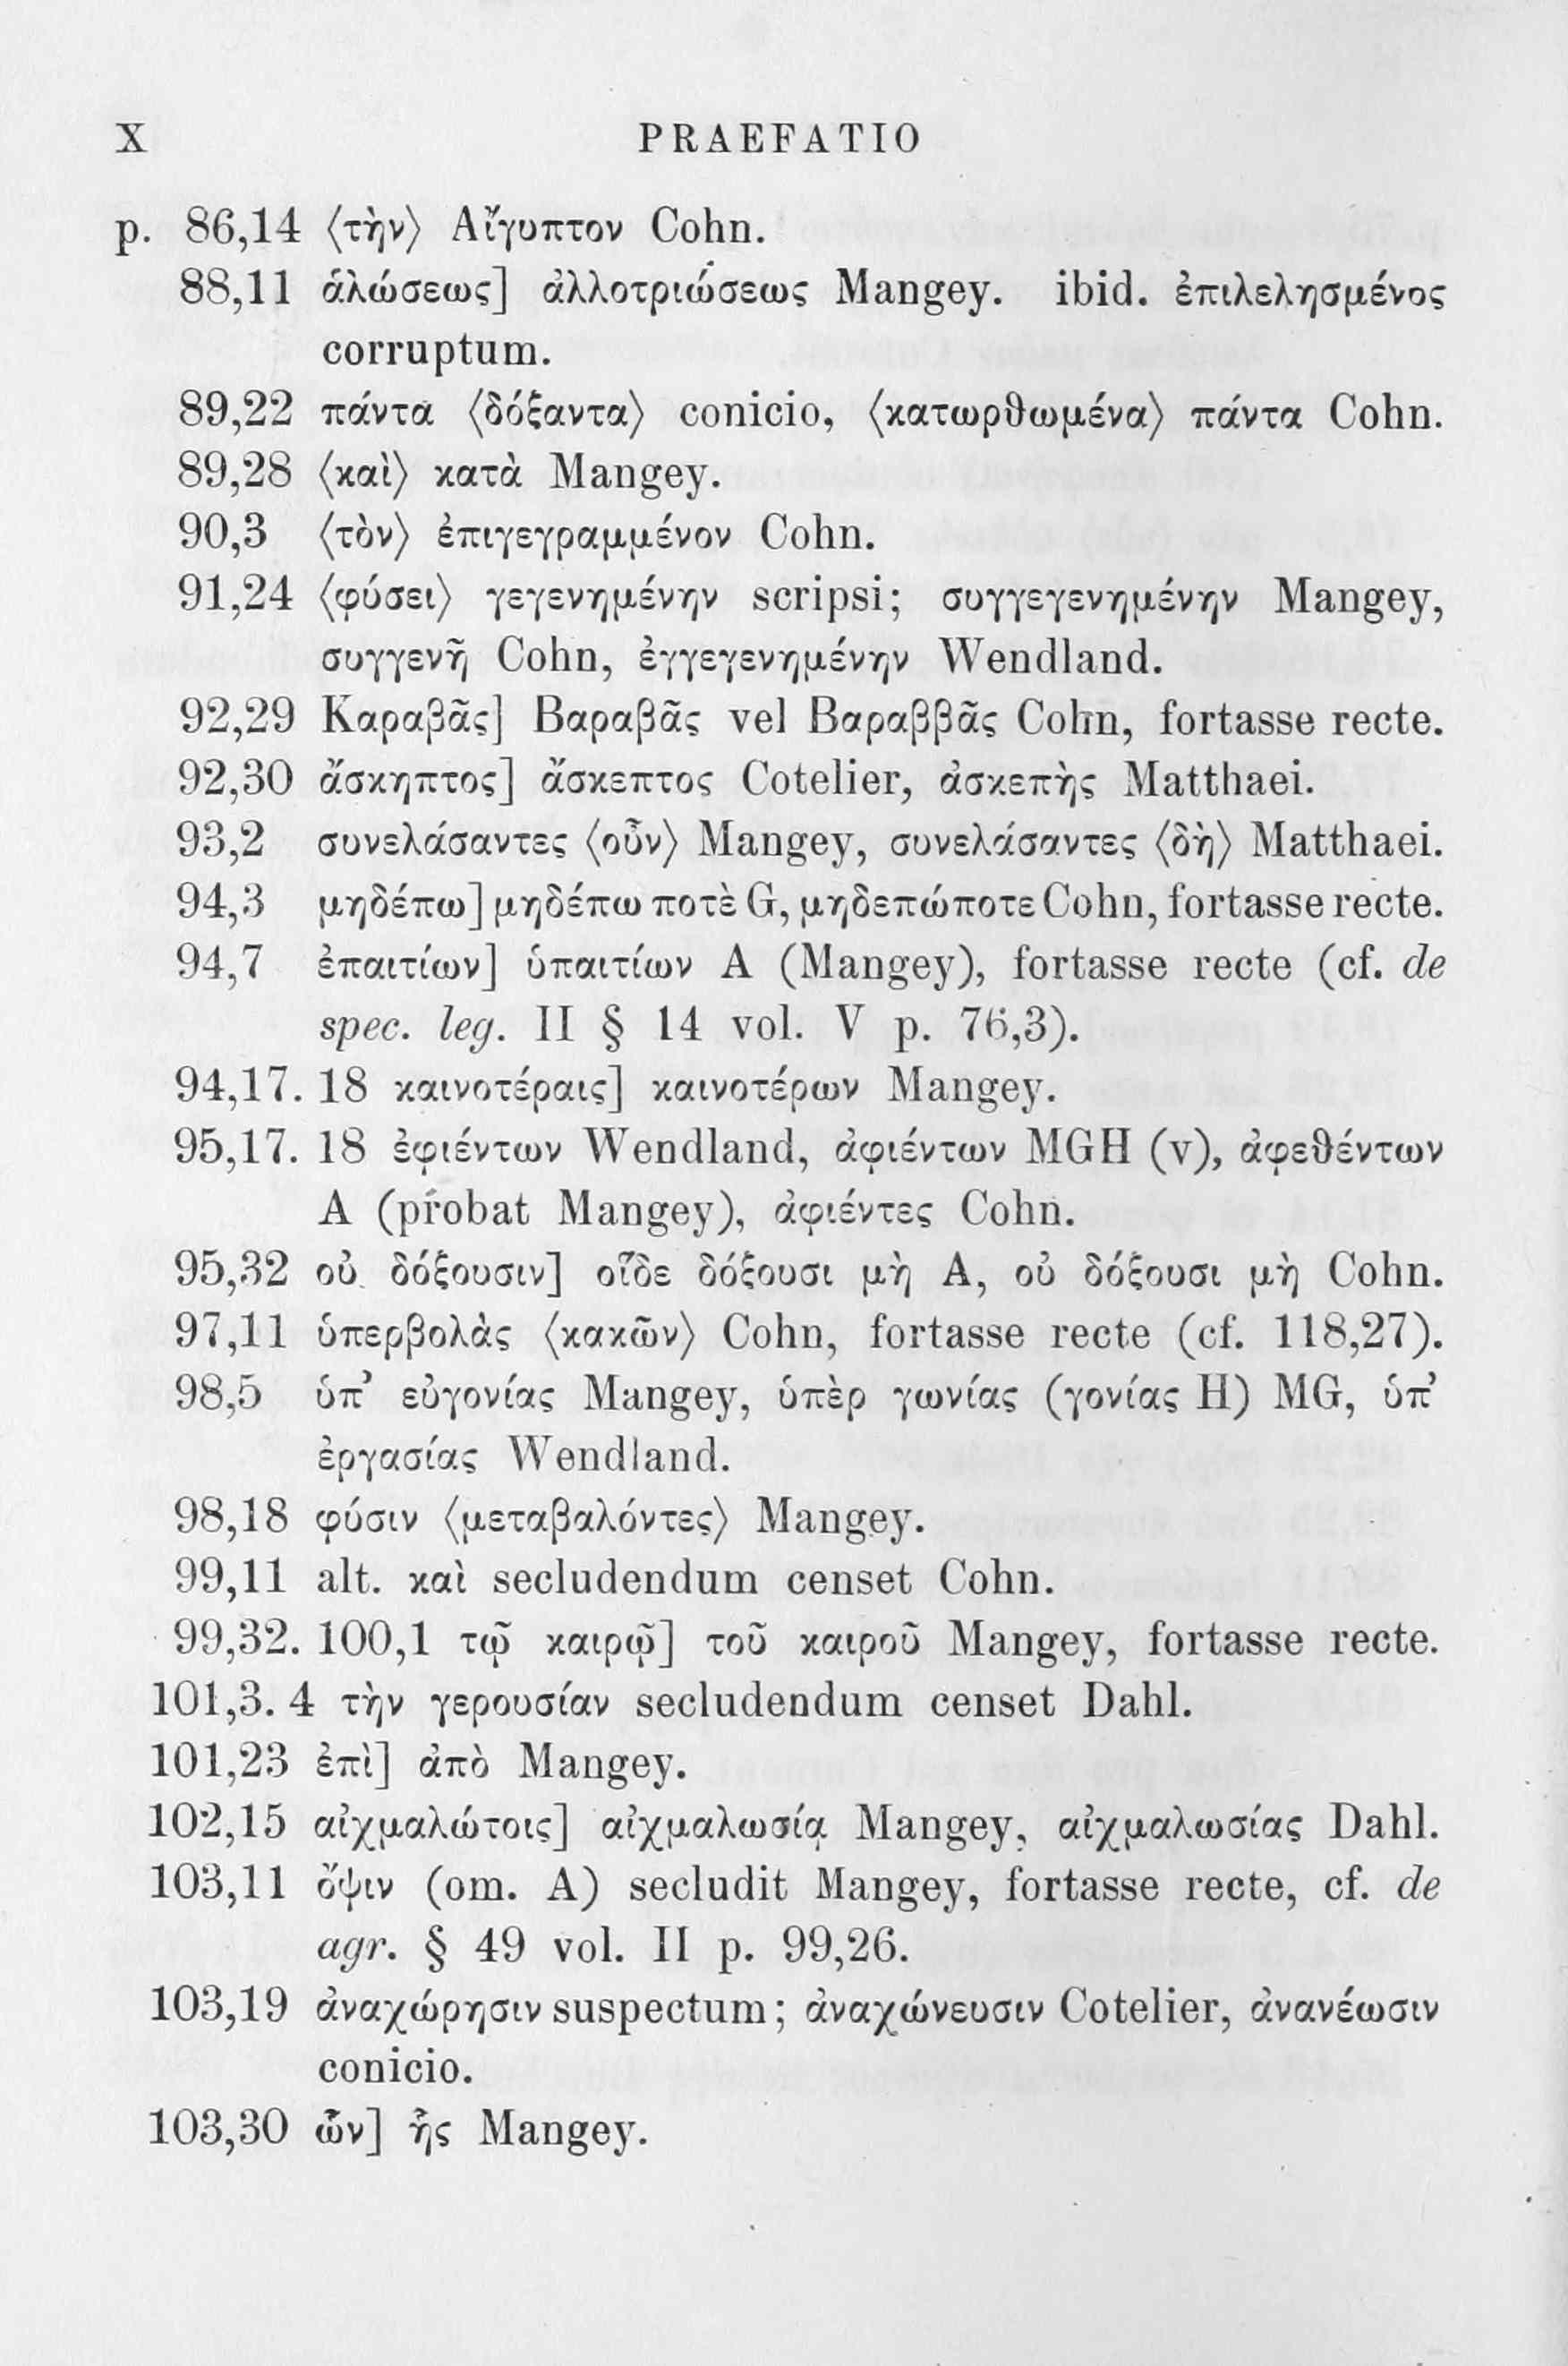 X PRAEFATIO
p. 86,14 ⟨τὴν⟩ Αἴγυπτον Cohn.
88,11 ἁλώσεως] ἀλλοτριώσεως Mangey. ibid. ἐπιλελησμένος
corruptum.
89,22 πάντα ⟨δόξαντα⟩ conicio, ⟨κατωρθωμένα⟩ πάντα Cohn.
89,28 ⟨καὶ⟩ κατὰ Mangey.
90,3 ⟨τὸν⟩ ἐπιγεγραμμένον Cohn.
91,24 ⟨φύσει⟩ γεγενημένην scripsi; συγγεγενημένην Mangey,
συγγενῆ Cohn, ἐγγεγενημένην Wendland.
92,29 Καραβᾶς] Βαραβᾶς vel Βαραββᾶς Cohn, fortasse recte.
92,30 ἄσκηπτος] ἄσκεπτος Cotelier, ἀσκεπὴς Matthaei.
93,2 συνελάσαντες ⟨οὖν⟩ Mangey, συνελάσαντες ⟨δὴ⟩ Matthaei.
94,3 μηδέπω] μηδέπω ποτὲ G, μηδεπώποτε Cohn, fortasse recte.
94,7 ἐπαιτίων] ὑπαιτίων A (Mangey), fortasse recte (cf. de
spec. leg. II § 14 vol. V p. 76,3).
94,17. 18 καινοτέραις] καινοτέρων Mangey.
95,17. 18 ἐφιέντων Wendland, ἀφιέντων MGH (v), ἀφεθέντων
A (probat Mangey), ἀφιέντες Cohn.
95,32 οὐ δόξουσιν] οἵδε δόξουσι μὴ A, οὐ δόξουσι μὴ Cohn.
97,11 ὑπερβολὰς ⟨κακῶν⟩ Cohn, fortasse recte (cf. 118,27).
98,5 ὑπ’ εὐγονίας Mangey, ὑπὲρ γωνίας (γονίας H) MG, ὑπ’
ἐργασίας Wendland.
98,18 φύσιν ⟨μεταβαλόντες⟩ Mangey.
99,11 alt. καὶ secludendum censet Cohn.
99,32. 100,1 τῷ καιρῷ] τοῦ καιροῦ Mangey, fortasse recte.
101,3. 4 τὴν γερουσίαν secludendum censet Dahl.
101,23 ἐπὶ] ἀπὸ Mangey.
102,15 αἰχμαλώτοις] αἰχμαλωσίᾳ Mangey, αἰχμαλωσίας Dahl.
103,11 ὄψιν (om. A) secludit Mangey, fortasse recte, cf. de
agr. § 49 vol. II p. 99,26.
103,19 ἀναχώρησιν suspectum; ἀναχώνευσιν Cotelier, ἀνανέωσιν
conicio.
103,30 ὧν] ἧς Mangey.